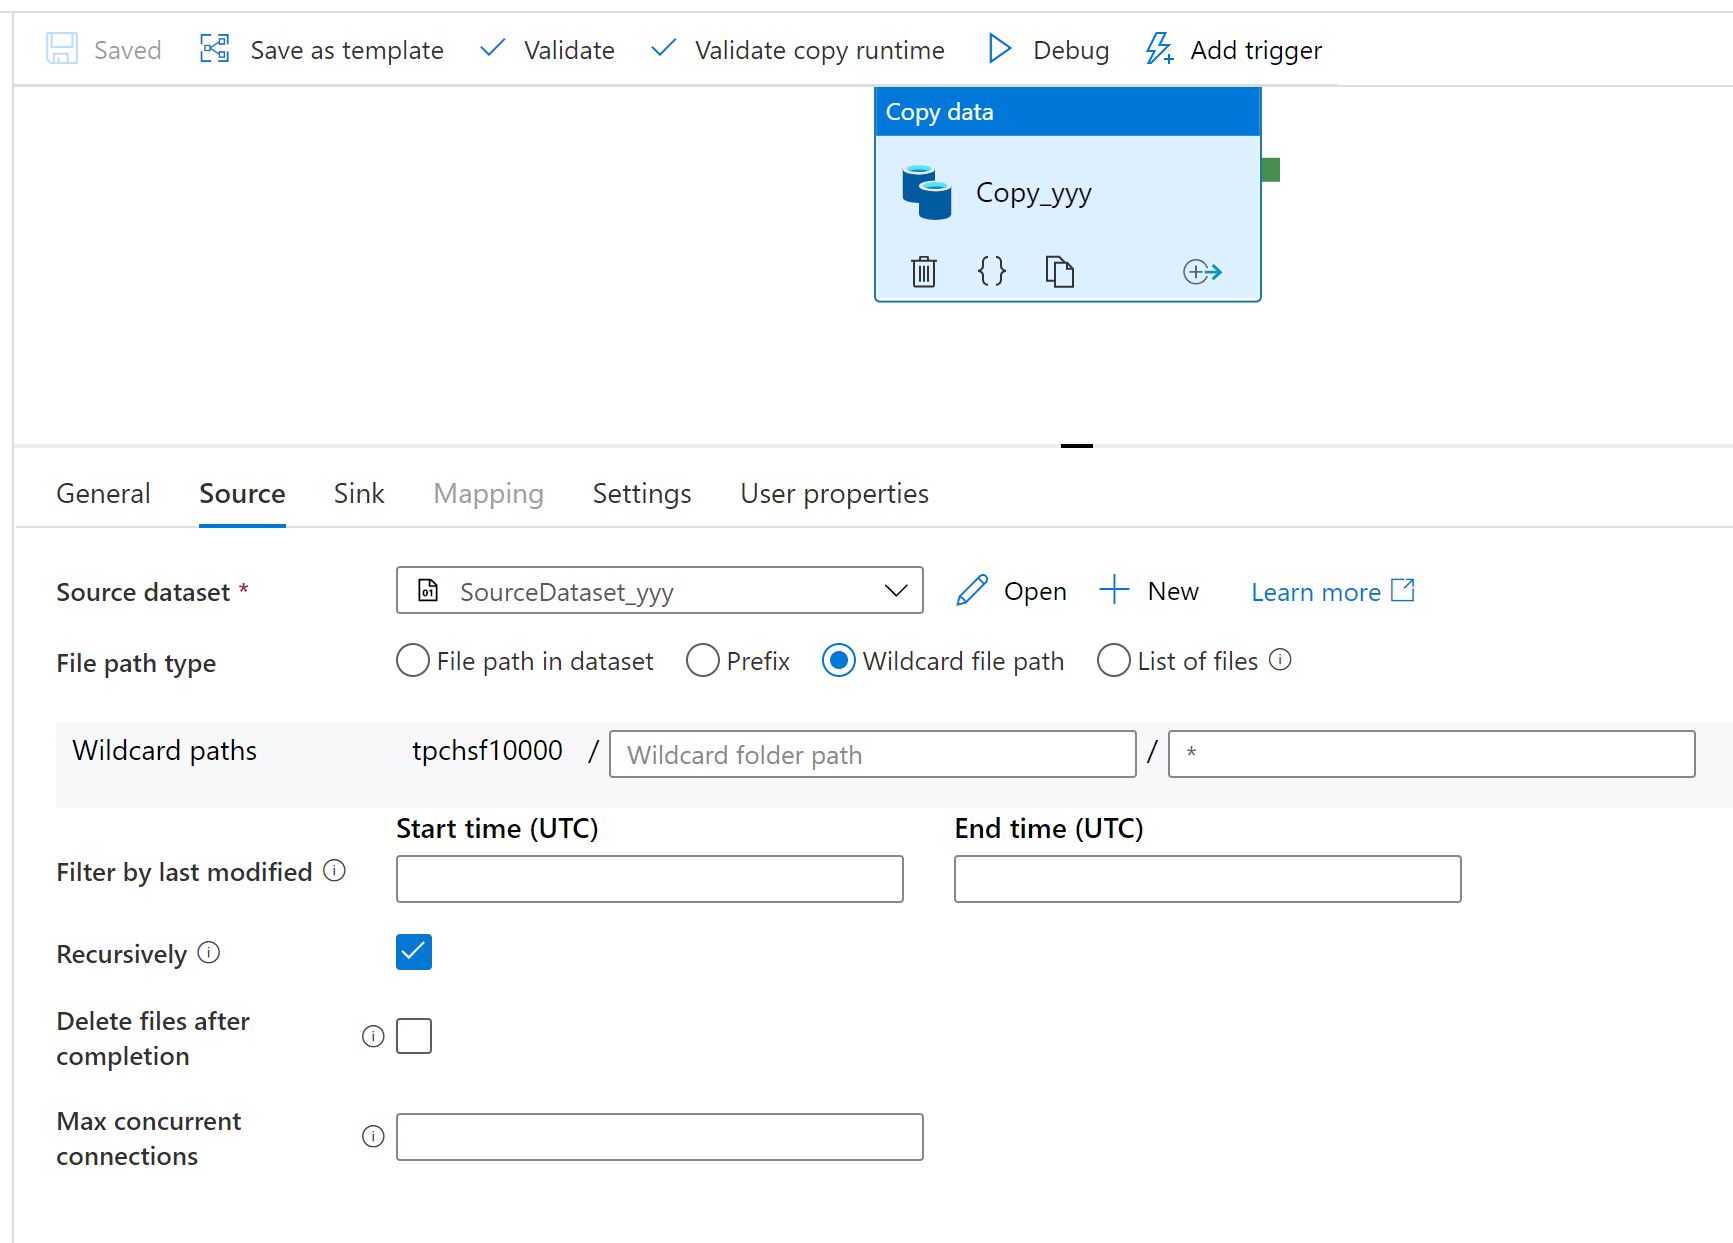 Saved Save as template Validate Validate copy runtime Debug Add trigger
Copy data
Copy_yyy
General Source Sink Mapping Settings User properties
Source dataset * SourceDataset_yyy Open New Learn more
File path type File path in dataset Prefix Wildcard file path List of files
Wildcard paths tpchsf10000 / Wildcard folder path / *
Start time (UTC) End time (UTC)
Filter by last modified
Recursively
Delete files after
completion
Max concurrent
connections